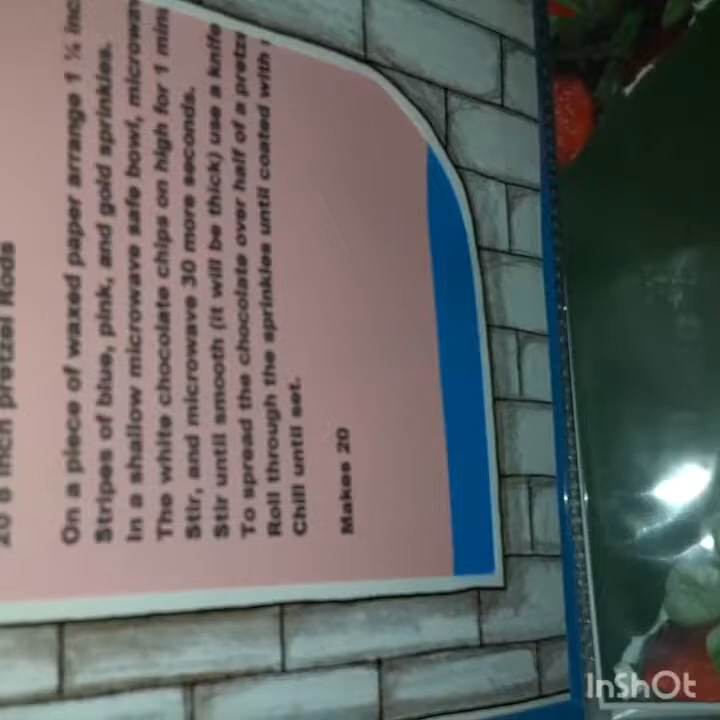 20 8 inch pretzel Rods
On a piece of waxed paper arrange 1 ½ inc
Stripes of blue, pink, and gold sprinkles.
In a shallow microwave safe bowl, microwav
The white chocolate chips on high for 1 minu
Stir, and microwave 30 more seconds.
Stir until smooth (it will be thick) use a knife
To spread the chocolate over half of a pretze
Roll through the sprinkles until coated with
Chill until set.
Makes 20
InShOt